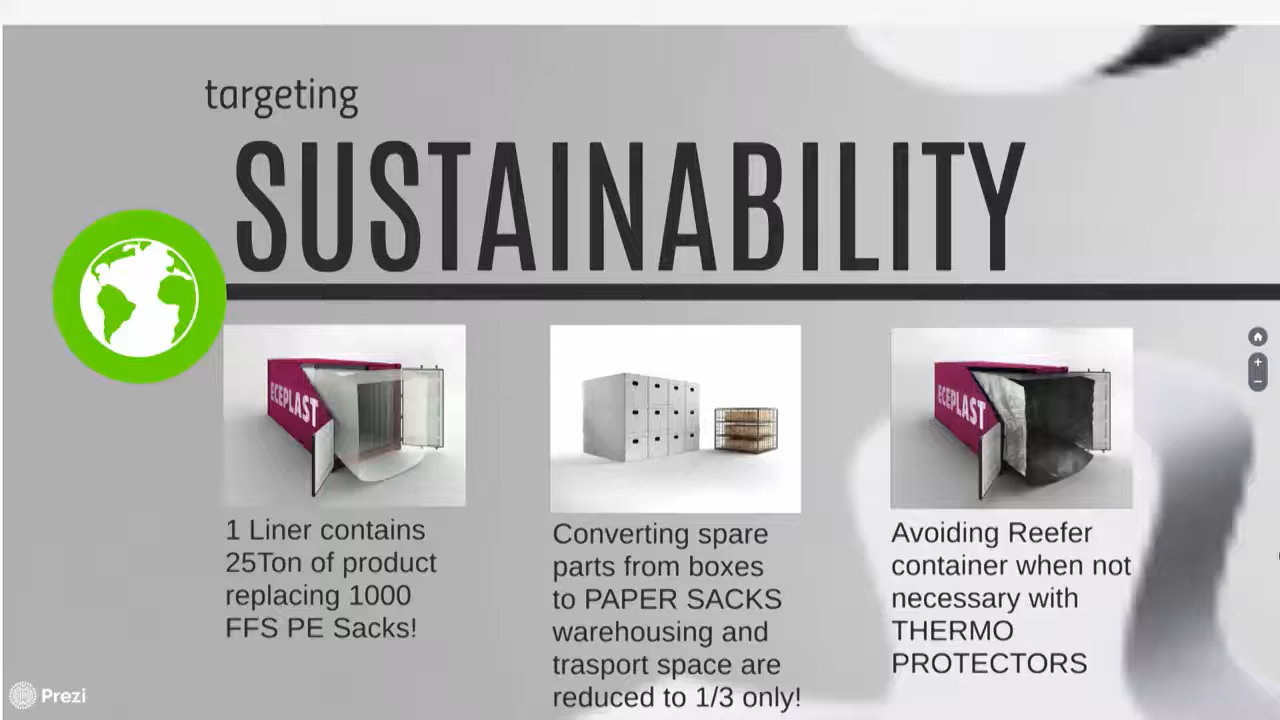 targeting
SUSTAINABILITY
ECEPLAST
ECEPLAST
1 Liner contains
25Ton of product
replacing 1000
FFS PE Sacks!
Converting spare
parts from boxes
to PAPER SACKS
warehousing and
trasport space are
reduced to 1/3 only!
Avoiding Reefer
container when not
necessary with
THERMO
PROTECTORS
Prezi